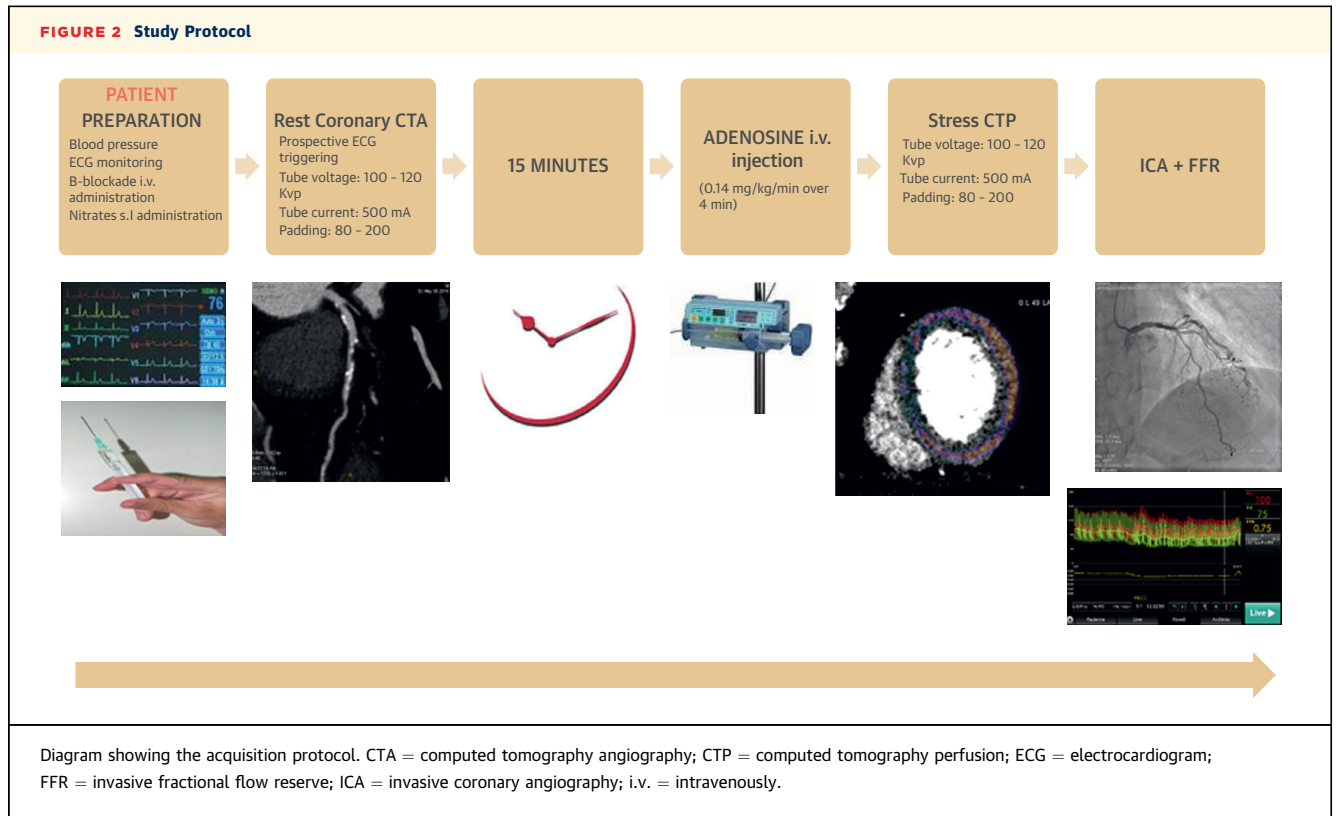 FIGURE 2 Study Protocol
PATIENT
PREPARATION
Blood pressure
ECG monitoring
B-blockade i.v.
administration
Nitrates s.l administration
Rest Coronary CTA
Prospective ECG
triggering
Tube voltage: 100 - 120
Kvp
Tube current: 500 mA
Padding: 80 - 200
15 MINUTES
ADENOSINE i.v.
injection
(0.14 mg/kg/min over
4 min)
Stress CTP
Tube voltage: 100 - 120
Kvp
Tube current: 500 mA
Padding: 80 - 200
ICA + FFR
V1
76
V5
0 L 49 LA
100
75
0.75
Live
Live ▶
Diagram showing the acquisition protocol. CTA = computed tomography angiography; CTP = computed tomography perfusion; ECG = electrocardiogram;
FFR = invasive fractional flow reserve; ICA = invasive coronary angiography; i.v. = intravenously.